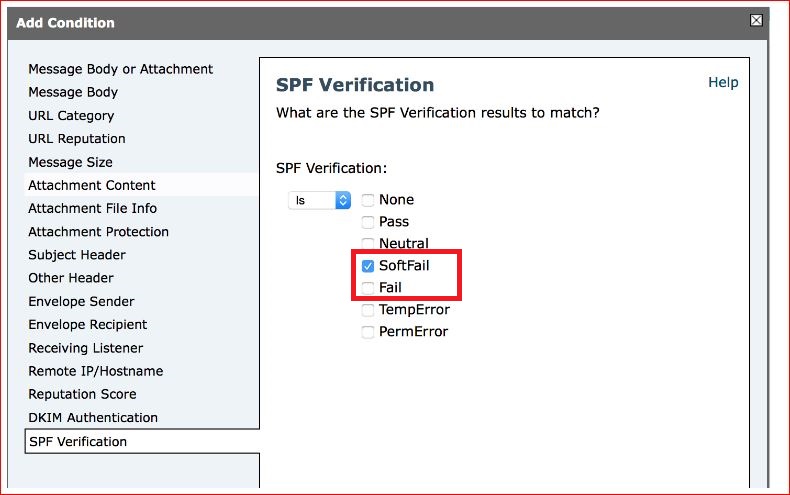 Add Condition
Message Body or Attachment
Message Body
URL Category
URL Reputation
Message Size
Attachment Content
Attachment File Info
Attachment Protection
Subject Header
Other Header
Envelope Sender
Envelope Recipient
Receiving Listener
Remote IP/Hostname
Reputation Score
DKIM Authentication
SPF Verification
SPF Verification
Help
What are the SPF Verification results to match?
SPF Verification:
Is
None
Pass
Neutral
SoftFail
Fail
TempError
PermError